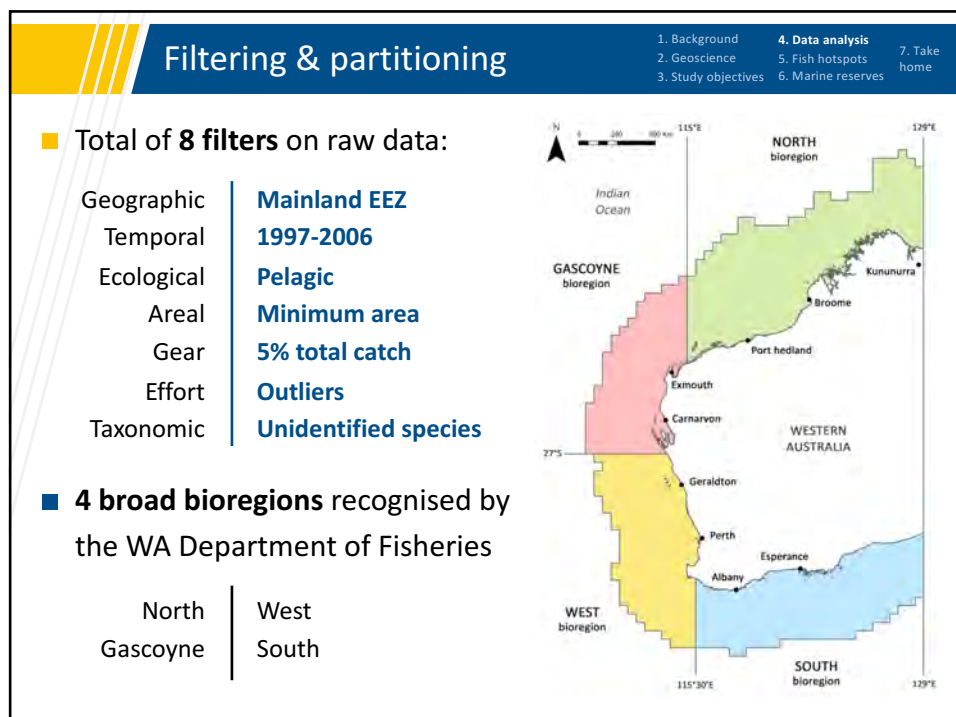 Filtering & partitioning
1. Background
2. Geoscience
3. Study objectives
4. Data analysis
5. Fish hotspots
6. Marine reserves
7. Take
home
Total of 8 filters on raw data:
Geographic Mainland EEZ
Temporal 1997-2006
Ecological Pelagic
Areal Minimum area
Gear 5% total catch
Effort Outliers
Taxonomic Unidentified species
4 broad bioregions recognised by
the WA Department of Fisheries
North West
Gascoyne South
N
0 200 400 Km
115°E
129°E
NORTH
bioregion
Indian
Ocean
GASCOYNE
bioregion
Kununurra
Broome
Port hedland
Exmouth
Carnarvon
WESTERN
AUSTRALIA
27°S
Geraldton
Perth
Esperance
Albany
WEST
bioregion
SOUTH
bioregion
115°30'E
129°E